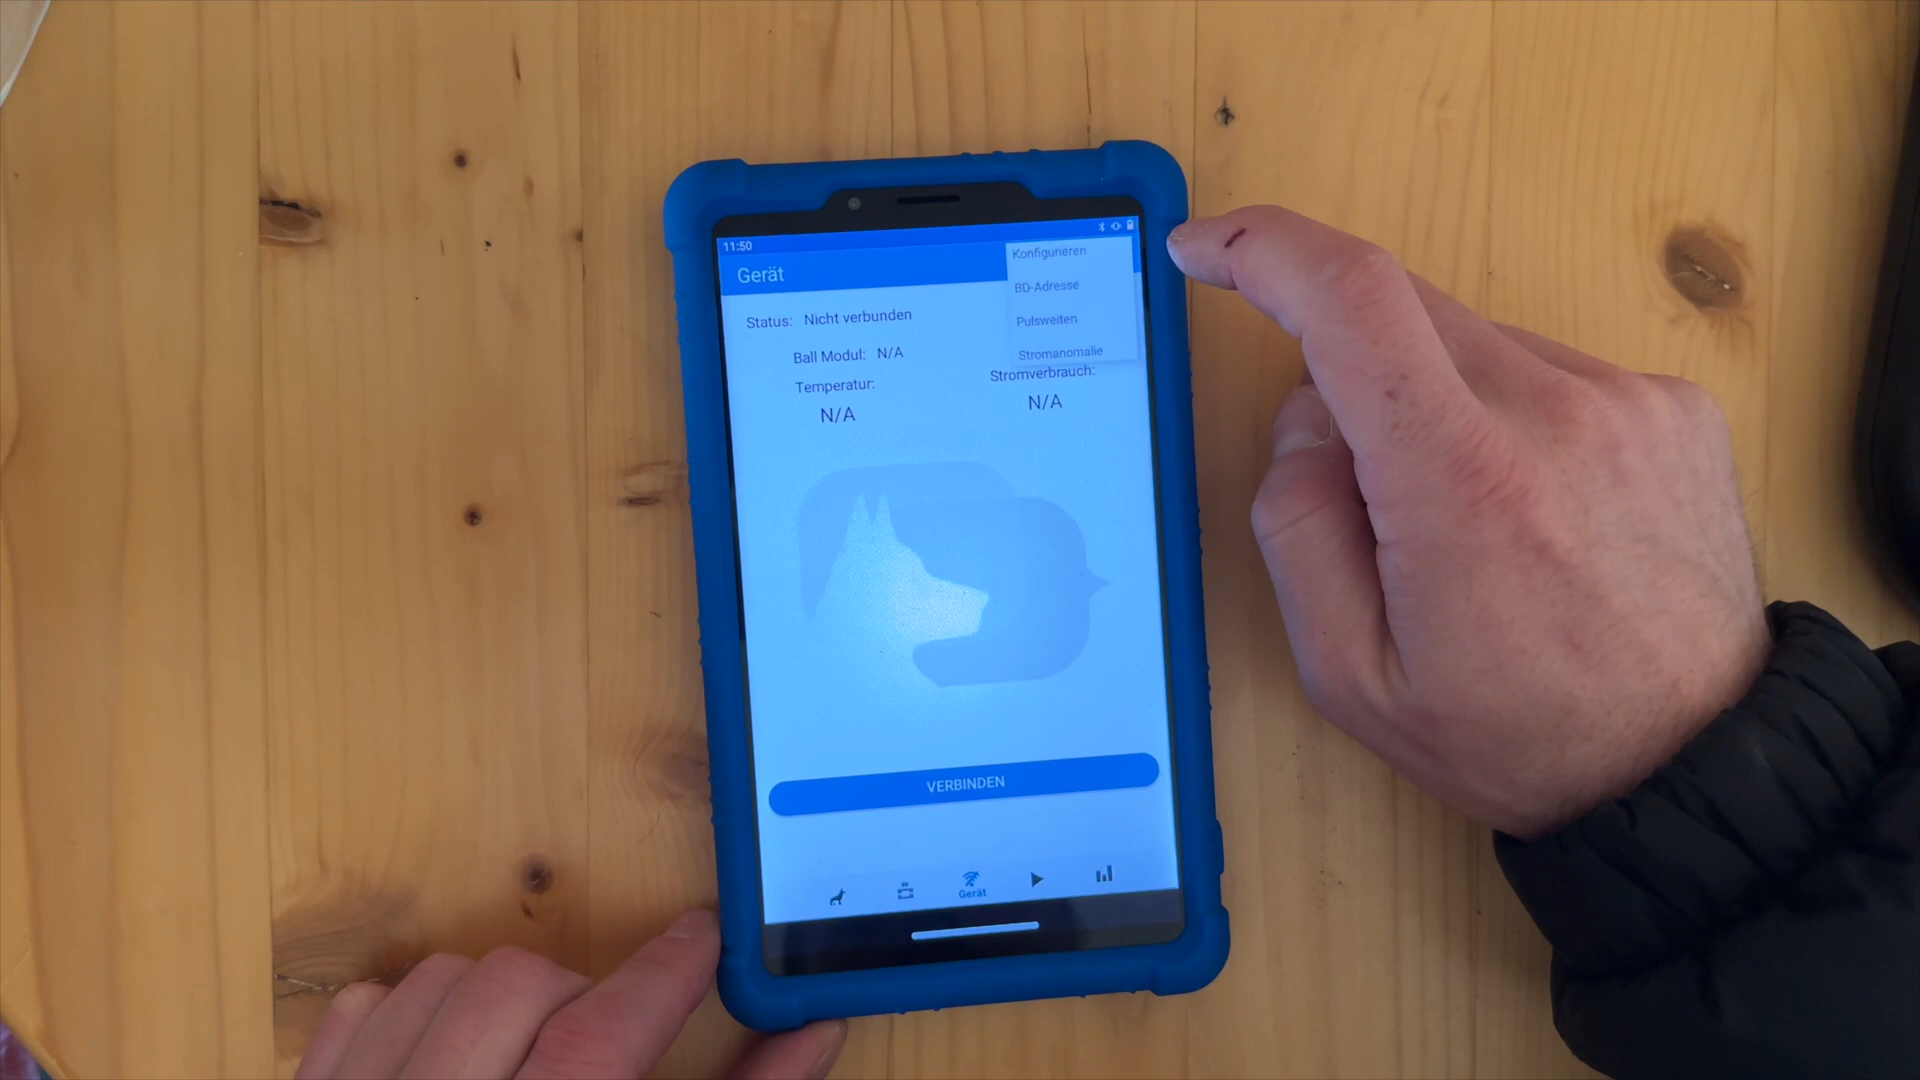 11:50
Gerät
Konfigurieren
BD-Adresse
Pulsweiten
Stromanomalie
Status: Nicht verbunden
Ball Modul: N/A
Temperatur:
N/A
Stromverbrauch:
N/A
VERBINDEN
Gerät